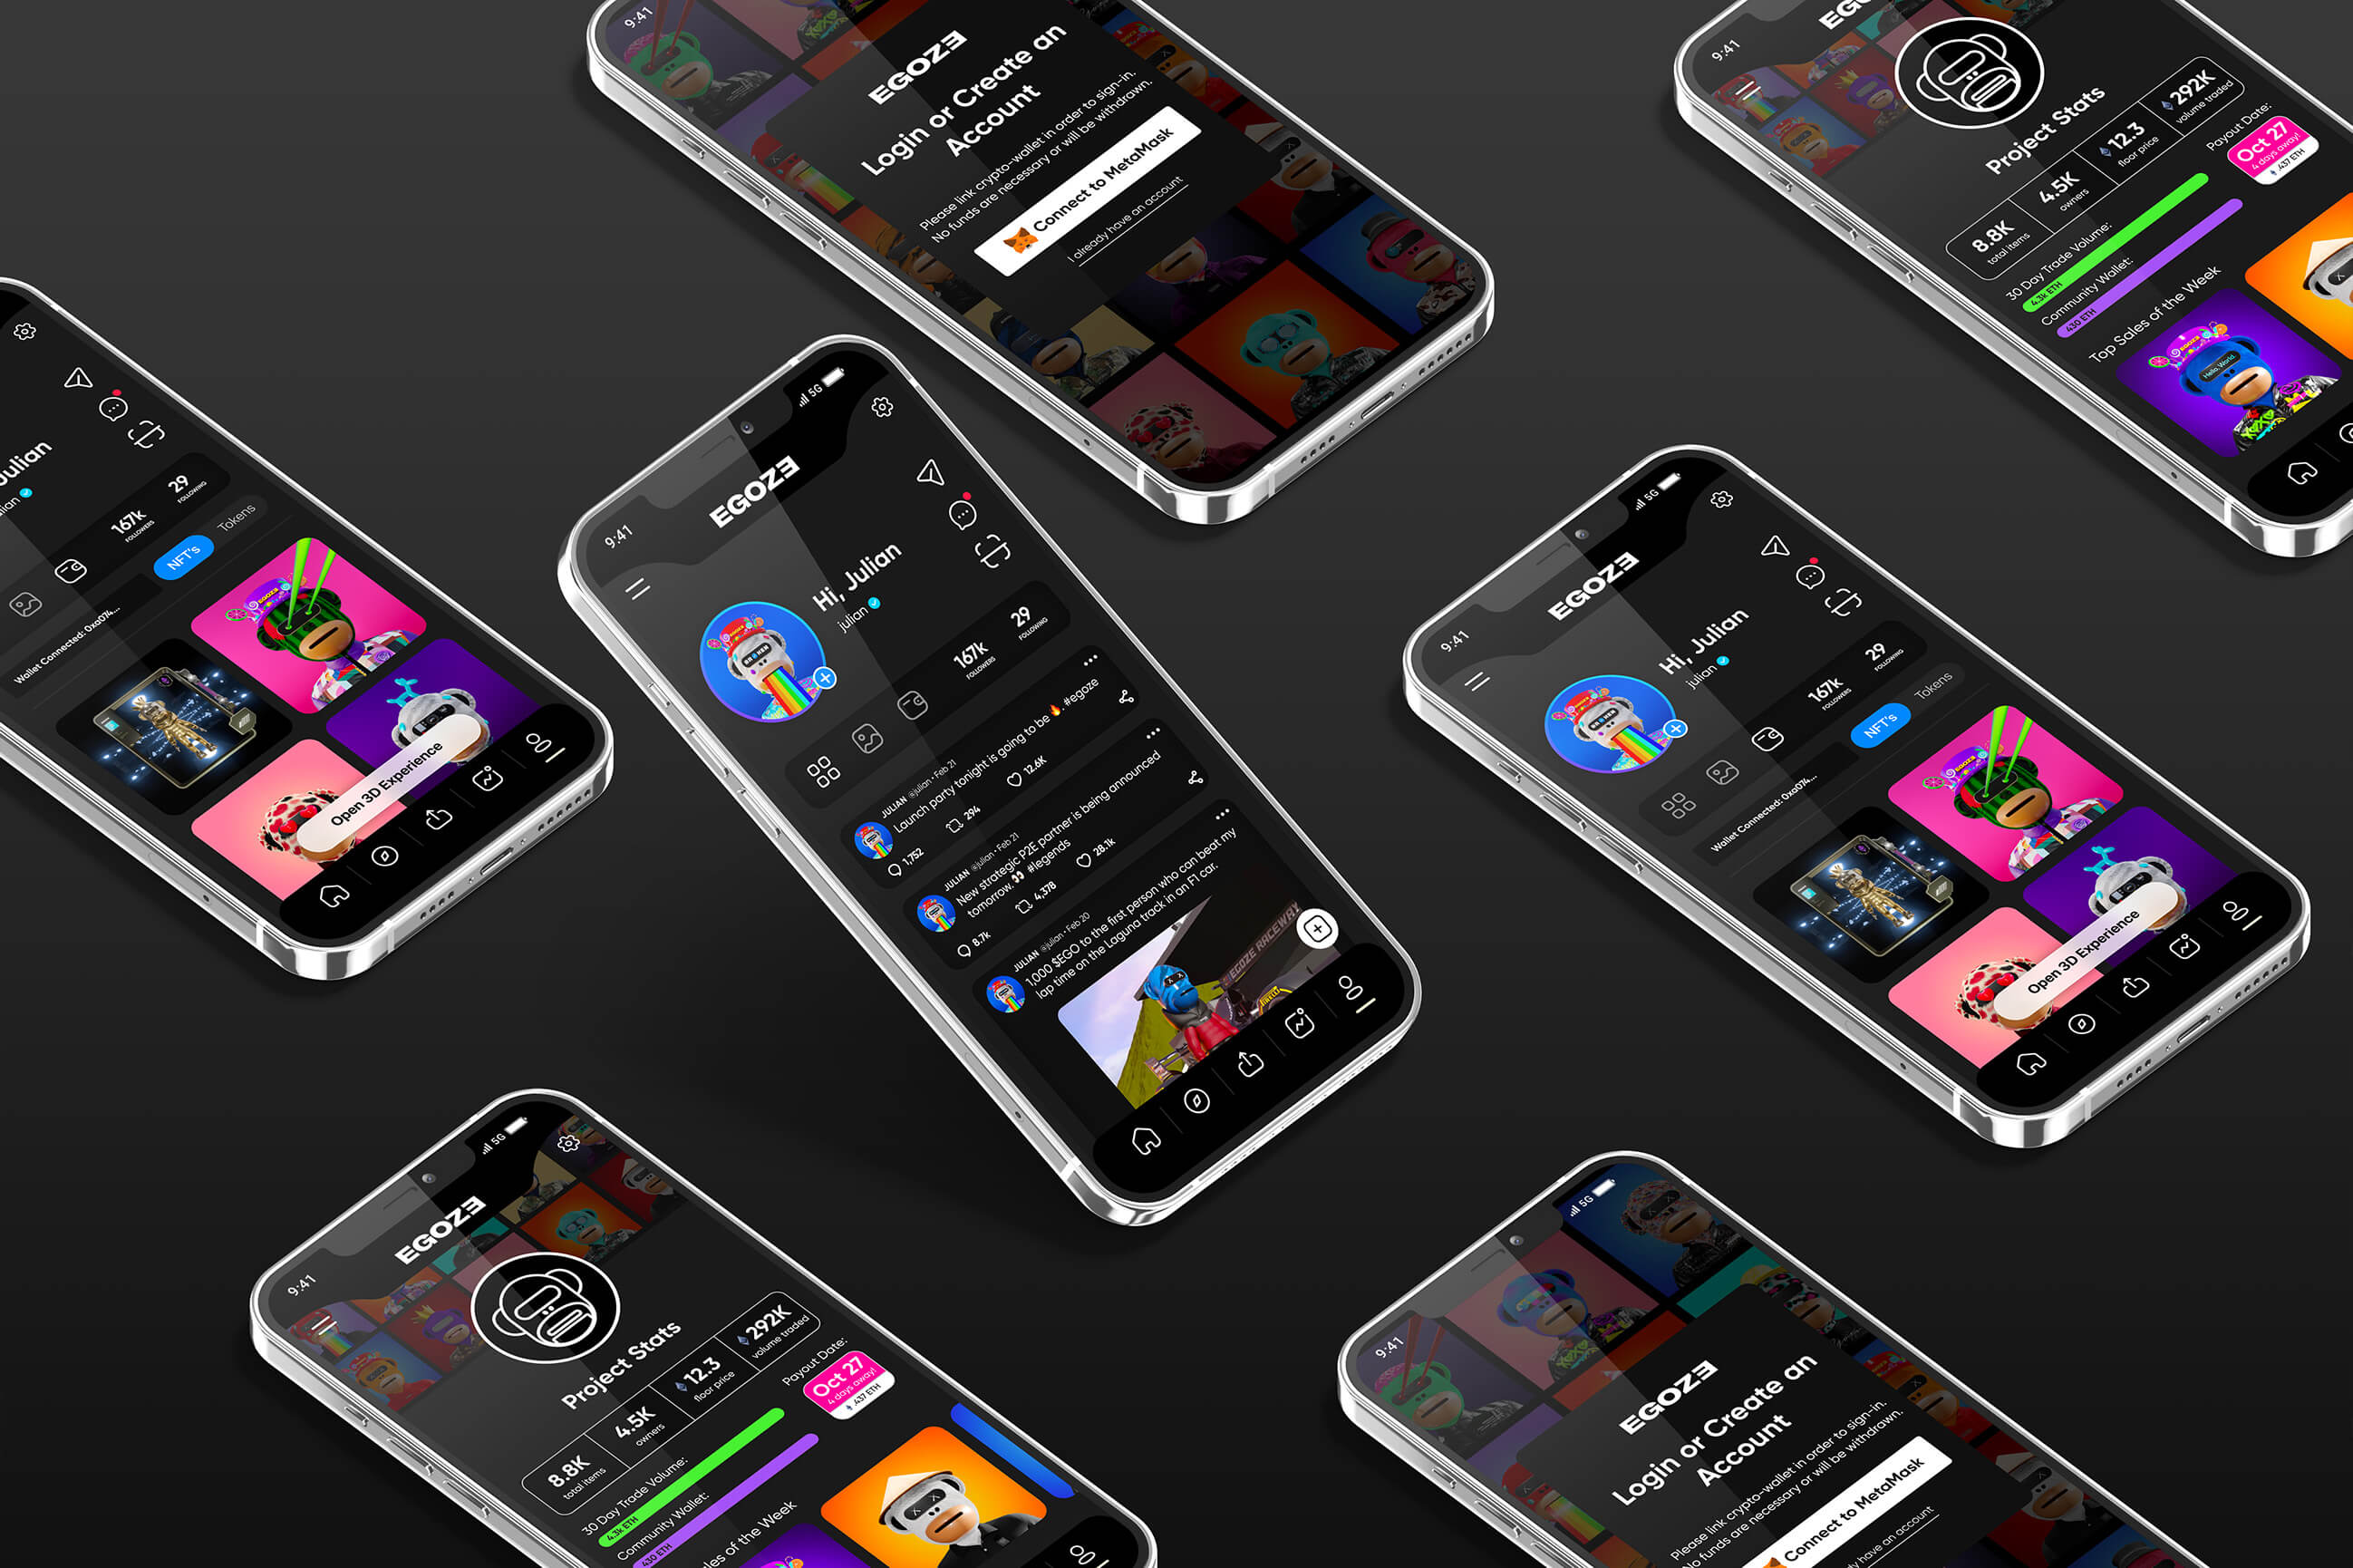 9:41
EGOZE
Login or Create an
Account
Please link crypto-wallet in order to sign-in.
No funds are necessary or will be withdrawn.
Connect to MetaMask
I already have an account
9:41
Project Stats
8.8K
total items
4.5K
owners
12.3
floor price
292K
volume traded
30 Day Trade Volume:
4.3k ETH
Community Wallet:
430 ETH
Payout Date:
Oct 27
4 days away!
.437 ETH
Top Sales of the Week
Hello, World.
Julian
167k
FOLLOWERS
29
FOLLOWING
NFT's
Tokens
Wallet Connected: 0xa074...
Open 3D Experience
9:41
5G
EGOZE
Hi, Julian
julian
167k
FOLLOWERS
29
FOLLOWING
JULIAN @julian • Feb 21
Launch party tonight is going to be 🔥. #egoze
1,752
294
12.6K
JULIAN @julian • Feb 21
New strategic P2E partner is being announced
tomorrow. 👀 #legends
8.7k
4,378
28.1k
JULIAN @julian • Feb 20
1,000 $EGO to the first person who can beat my
lap time on the Laguna track in an F1 car.
EGOZE RACEWAY
9:41
5G
EGOZE
Hi, Julian
julian
167k
FOLLOWERS
29
FOLLOWING
NFT's
Tokens
Wallet Connected: 0xa074...
Open 3D Experience
9:41
5G
EGOZE
Project Stats
8.8K
total items
4.5K
owners
12.3
floor price
292K
volume traded
30 Day Trade Volume:
4.3k ETH
Community Wallet:
430 ETH
Payout Date:
Oct 27
4 days away!
.437 ETH
of the Week
9:41
5G
EGOZE
Login or Create an
Account
Please link crypto-wallet in order to sign-in.
No funds are necessary or will be withdrawn.
Connect to MetaMask
have an account